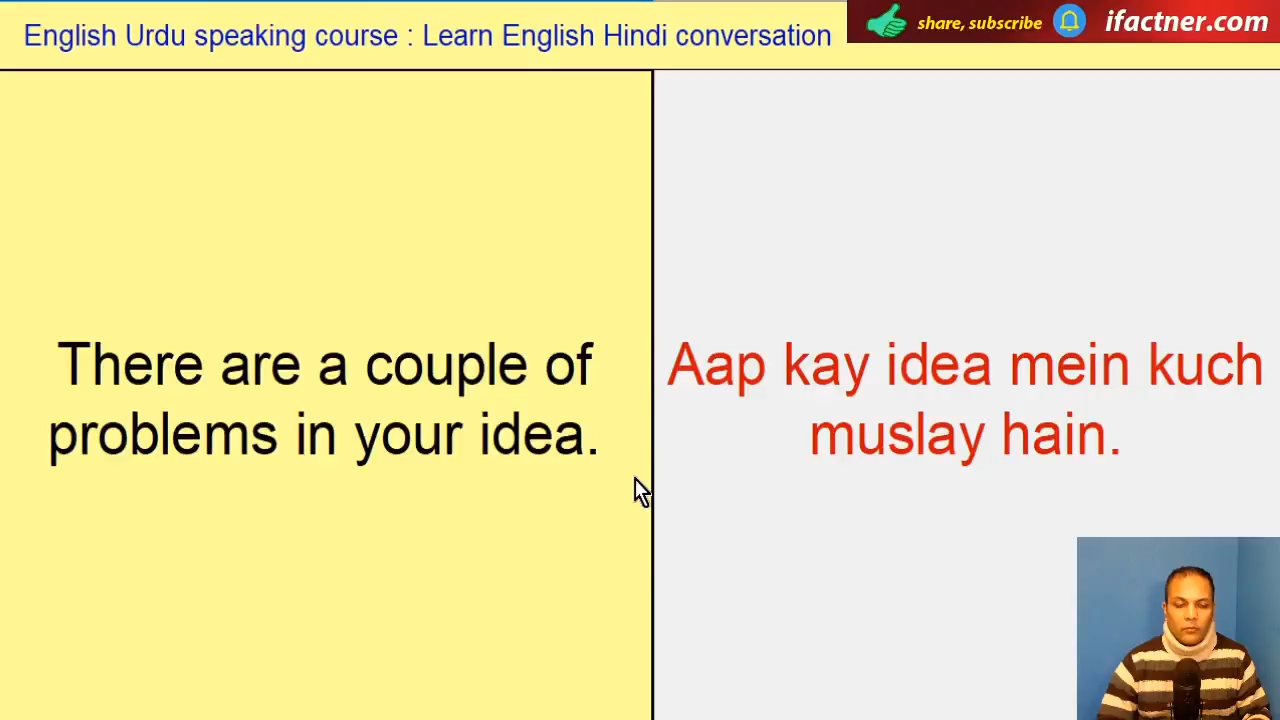 English Urdu speaking course : Learn English Hindi conversation
share, subscribe
ifactner.com
There are a couple of
problems in your idea.
Aap kay idea mein kuch
muslay hain.